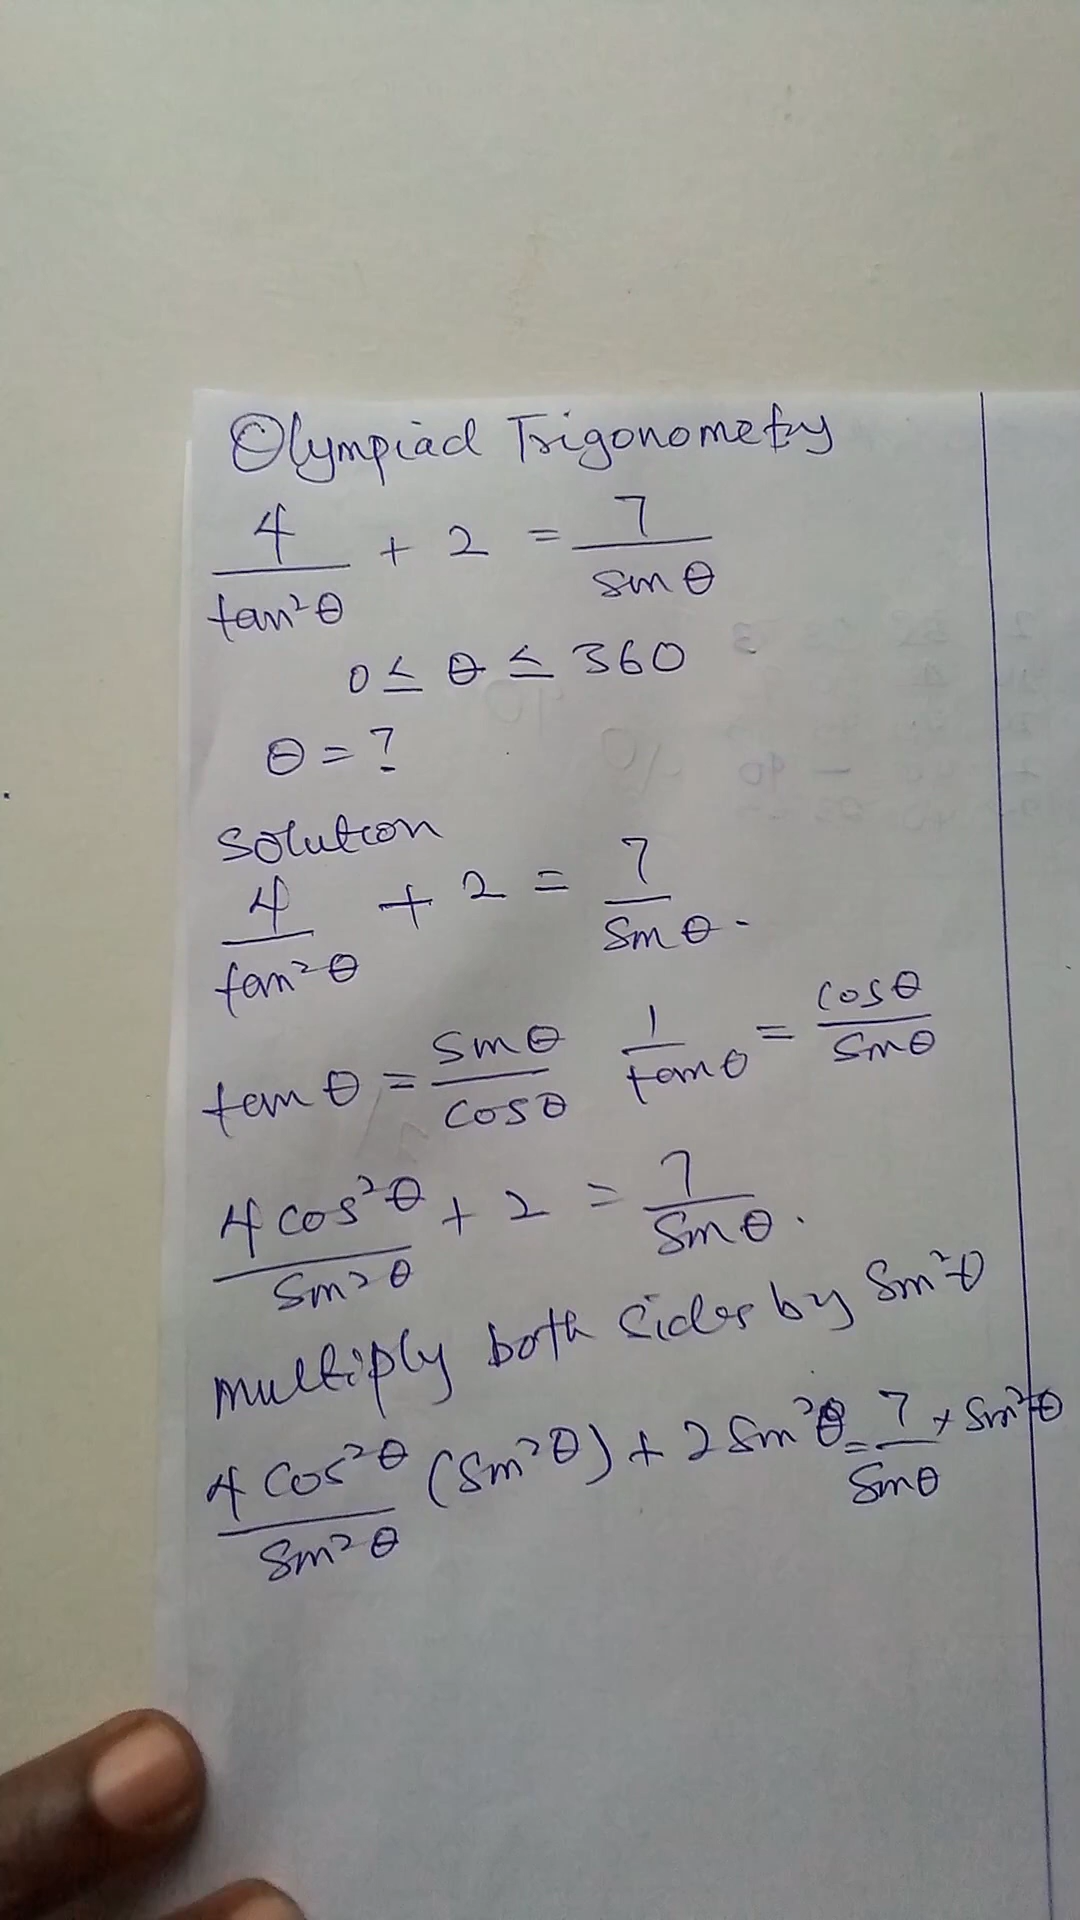 Olympiad Trigonometry
4/tan²θ + 2 = 7/sinθ
0 ≤ θ ≤ 360
θ = ?
Solution
4/tan²θ + 2 = 7/sinθ.
tanθ = sinθ/cosθ 1/tanθ = cosθ/sinθ
4cos²θ/sin²θ + 2 = 7/sinθ.
multiply both sides by sin²θ
4cos²θ/sin²θ (sin²θ) + 2sin²θ = 7/sinθ × sin²θ